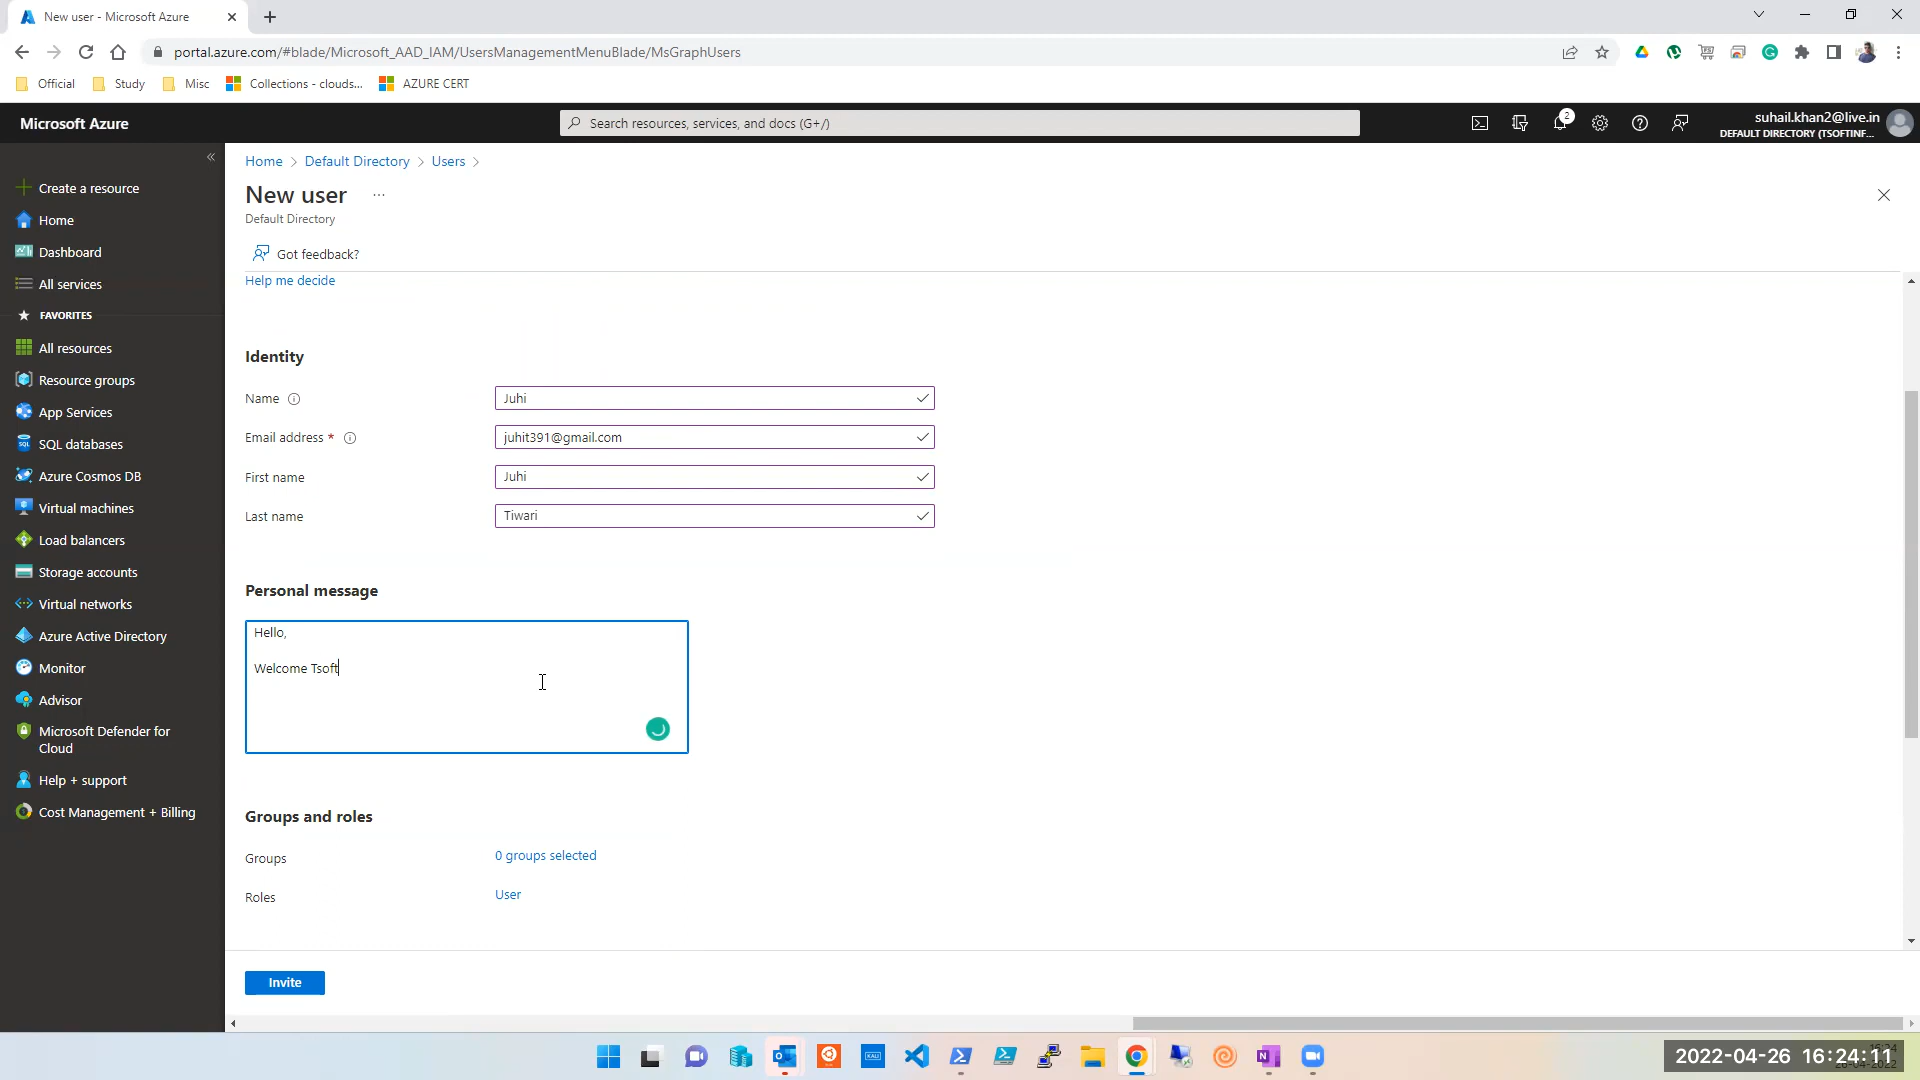 New user - Microsoft Azure
portal.azure.com/#blade/Microsoft_AAD_IAM/UsersManagementMenuBlade/MsGraphUsers
Official
Study
Misc
Collections - clouds...
AZURE CERT
Microsoft Azure
Search resources, services, and docs (G+/)
2
suhail.khan2@live.in
DEFAULT DIRECTORY (TSOFTINF...
Create a resource
Home
Dashboard
All services
FAVORITES
All resources
Resource groups
App Services
SQL databases
Azure Cosmos DB
Virtual machines
Load balancers
Storage accounts
Virtual networks
Azure Active Directory
Monitor
Advisor
Microsoft Defender for
Cloud
Help + support
Cost Management + Billing
Home > Default Directory > Users >
New user ...
Default Directory
Got feedback?
Help me decide
Identity
Name
Juhi
Email address *
juhit391@gmail.com
First name
Juhi
Last name
Tiwari
Personal message
Hello,
Welcome Tsoft
Groups and roles
Groups
0 groups selected
Roles
User
Invite
2022-04-26 16:24:11